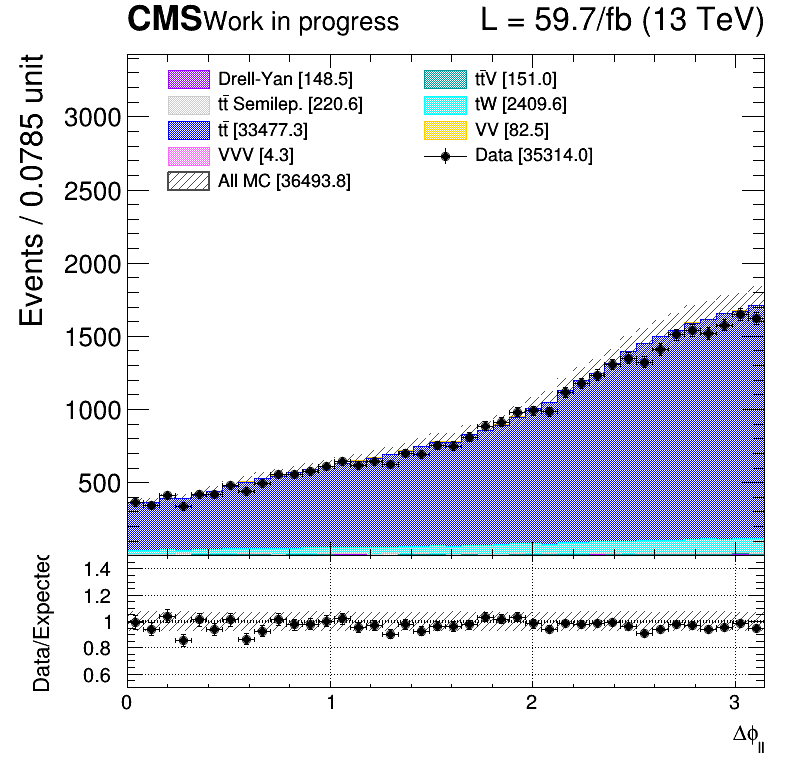 CMS Work in progress L = 59.7/fb (13 TeV)
Events / 0.0785 unit
Drell-Yan [148.5] tt̄V [151.0]
tt̄ Semilep. [220.6] tW [2409.6]
tt̄ [33477.3] VV [82.5]
VVV [4.3] Data [35314.0]
All MC [36493.8]
3000
2500
2000
1500
1000
500
Data/Expected
1.4
1.2
1
0.8
0.6
0 1 2 3
Δϕ_ll